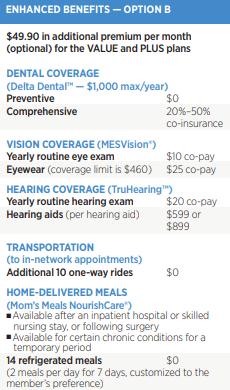 ENHANCED BENEFITS — OPTION B
$49.90 in additional premium per month
(optional) for the VALUE and PLUS plans
DENTAL COVERAGE
(Delta Dental™ — $1,000 max/year)
Preventive $0
Comprehensive 20%–50%
co-insurance
VISION COVERAGE (MESVision®)
Yearly routine eye exam $10 co-pay
Eyewear (coverage limit is $460) $25 co-pay
HEARING COVERAGE (TruHearing™)
Yearly routine hearing exam $20 co-pay
Hearing aids (per hearing aid) $599 or
$899
TRANSPORTATION
(to in-network appointments)
Additional 10 one-way rides $0
HOME-DELIVERED MEALS
(Mom's Meals NourishCare®)
■ Available after an inpatient hospital or skilled
nursing stay, or following surgery
■ Available for certain chronic conditions for a
temporary period
14 refrigerated meals $0
(2 meals per day for 7 days, customized to the
member's preference)